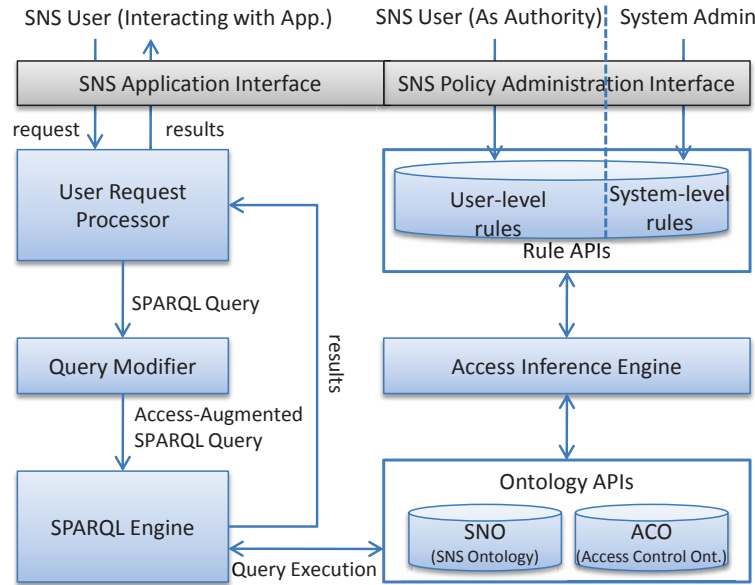 SNS User (Interacting with App.)
SNS User (As Authority)
System Admin
SNS Application Interface
SNS Policy Administration Interface
request
results
User Request
Processor
User-level
rules
System-level
rules
Rule APIs
SPARQL Query
results
Query Modifier
Access Inference Engine
Access-Augmented
SPARQL Query
Ontology APIs
SPARQL Engine
SNO
(SNS Ontology)
ACO
(Access Control Ont.)
Query Execution